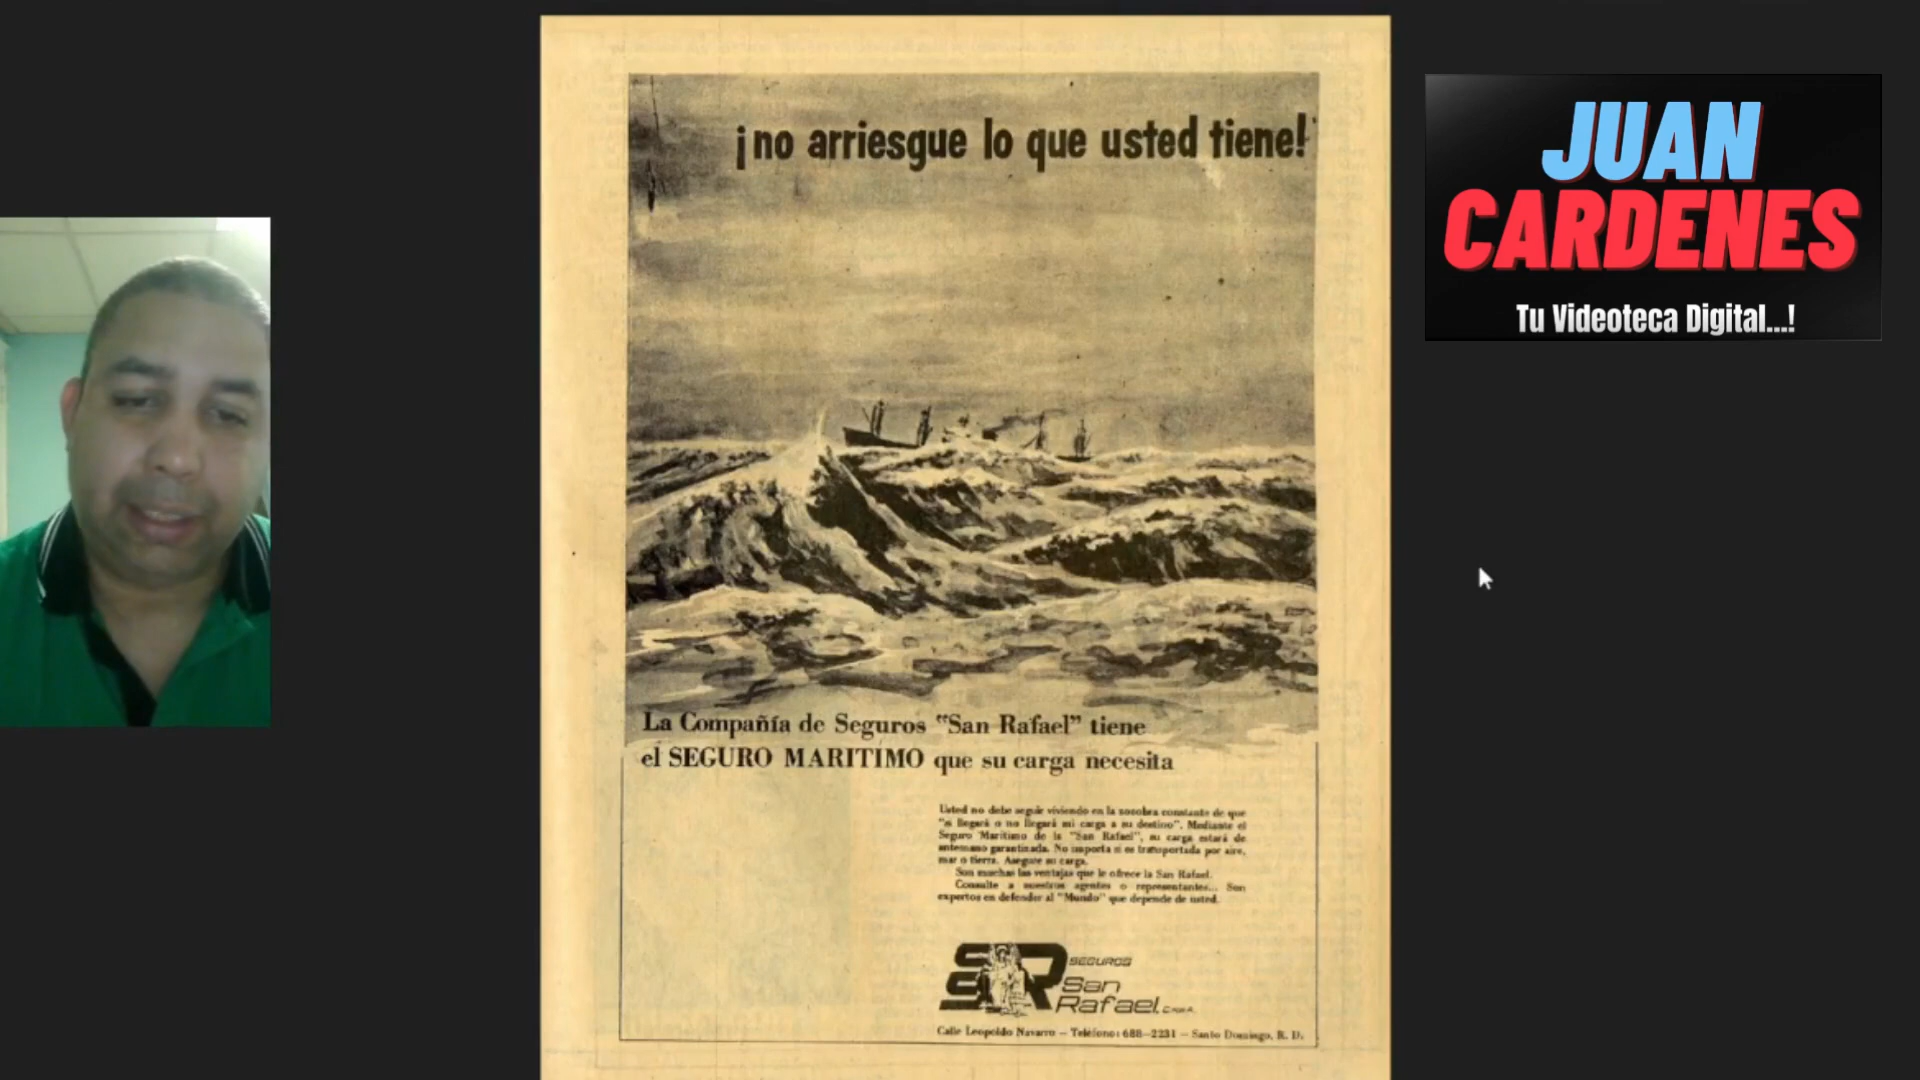 ¡no arriesgue lo que usted tiene!
JUAN
CARDENES
Tu Videoteca Digital...!
La Compañía de Seguros "San Rafael" tiene
el SEGURO MARITIMO que su carga necesita
Usted no debe seguir viviendo en la zozobra constante de que
"si llegará o no llegará mi carga a su destino". Mediante el
Seguro Marítimo de la "San Rafael", su carga estará de
antemano garantizada. No importa si es transportada por aire,
mar o tierra. Asegure su carga.
Son muchas las ventajas que le ofrece la San Rafael.
Consulte a nuestros agentes o representantes... Son
expertos en defender al "Mundo" que depende de usted.
SR
SEGUROS
San
Rafael, C. POR A.
Calle Leopoldo Navarro — Teléfono: 688—2231 — Santo Domingo, R. D.